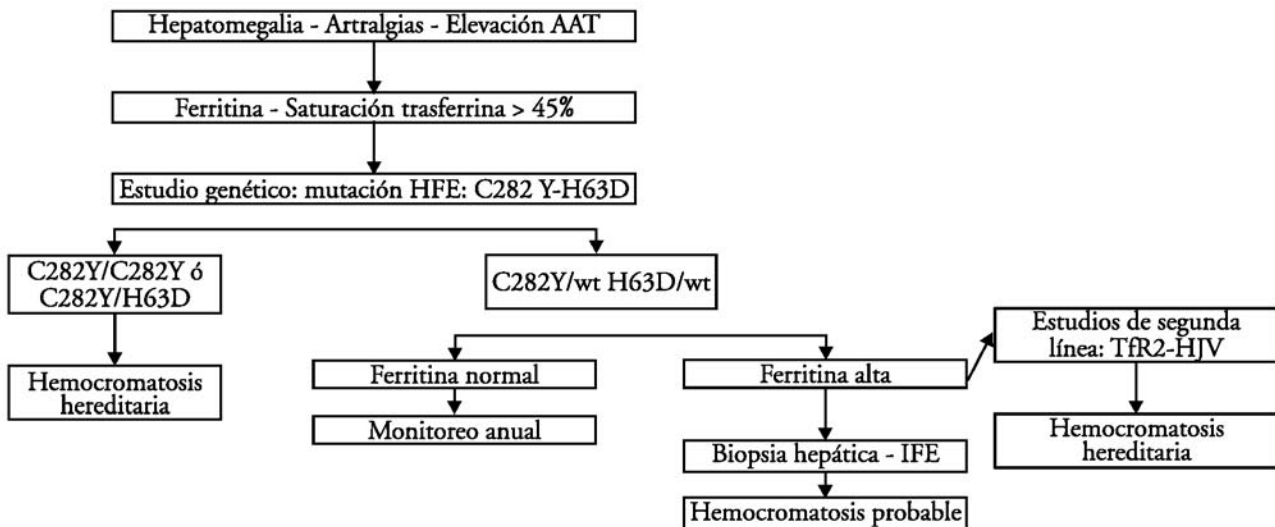 Hepatomegalia - Artralgias - Elevación AAT
Ferritina - Saturación trasferrina > 45%
Estudio genético: mutación HFE: C282 Y-H63D
C282Y/C282Y ó
C282Y/H63D
C282Y/wt H63D/wt
Hemocromatosis
hereditaria
Ferritina normal
Monitoreo anual
Ferritina alta
Biopsia hepática - IFE
Hemocromatosis probable
Estudios de segunda
línea: TfR2-HJV
Hemocromatosis
hereditaria